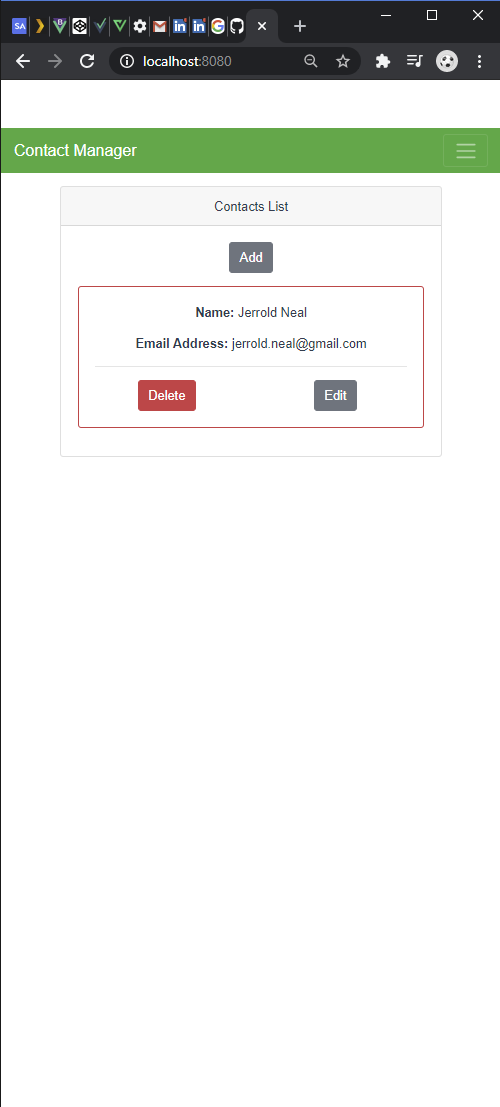 SA
localhost:8080
Contact Manager
Contacts List
Add
Name: Jerrold Neal
Email Address: jerrold.neal@gmail.com
Delete
Edit